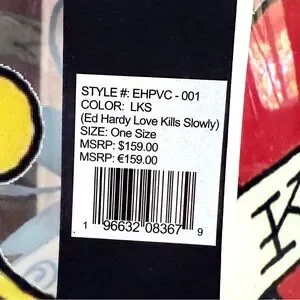 STYLE #: EHPVC - 001
COLOR: LKS
(Ed Hardy Love Kills Slowly)
SIZE: One Size
MSRP: $159.00
MSRP: €159.00
1 96632 08367 9
K